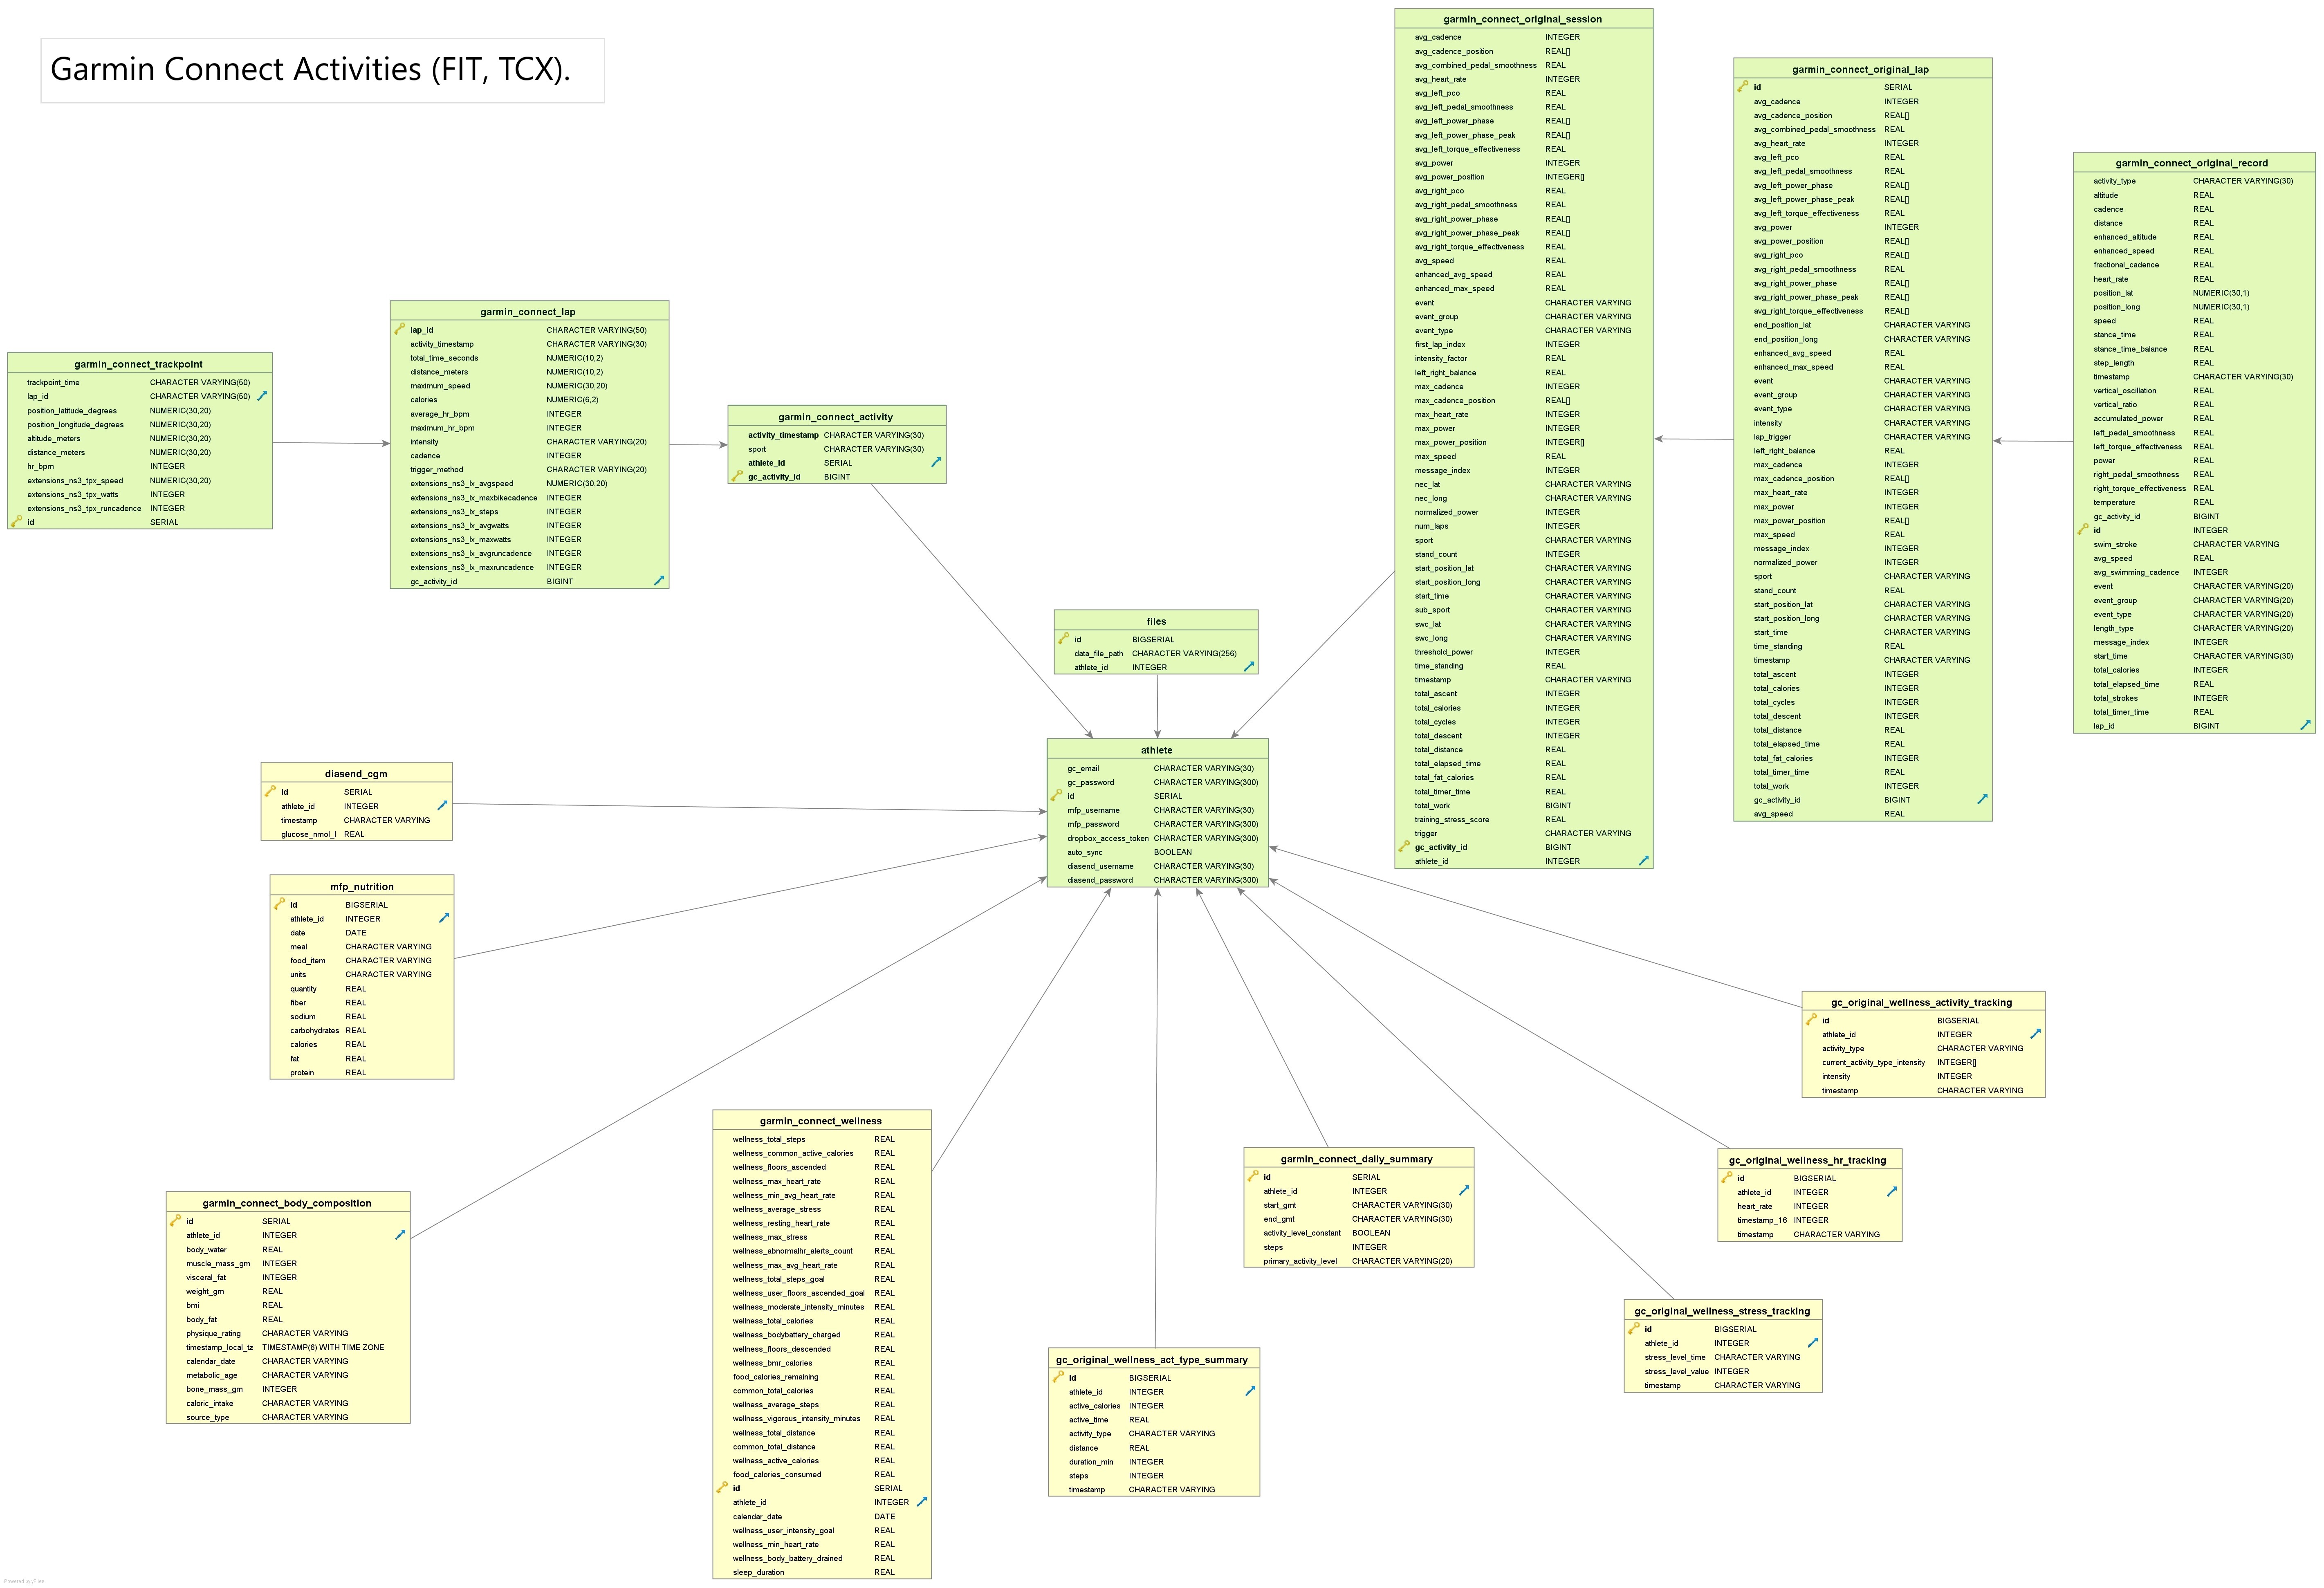 Garmin Connect Activities (FIT, TCX).
garmin_connect_trackpoint
trackpoint_time CHARACTER VARYING(50)
lap_id CHARACTER VARYING(50)
position_latitude_degrees NUMERIC(30,20)
position_longitude_degrees NUMERIC(30,20)
altitude_meters NUMERIC(30,20)
distance_meters NUMERIC(30,20)
hr_bpm INTEGER
extensions_ns3_tpx_speed NUMERIC(30,20)
extensions_ns3_tpx_watts INTEGER
extensions_ns3_tpx_runcadence INTEGER
id SERIAL
garmin_connect_lap
lap_id CHARACTER VARYING(50)
activity_timestamp CHARACTER VARYING(30)
total_time_seconds NUMERIC(10,2)
distance_meters NUMERIC(10,2)
maximum_speed NUMERIC(30,20)
calories NUMERIC(6,2)
average_hr_bpm INTEGER
maximum_hr_bpm INTEGER
intensity CHARACTER VARYING(20)
cadence INTEGER
trigger_method CHARACTER VARYING(20)
extensions_ns3_lx_avgspeed NUMERIC(30,20)
extensions_ns3_lx_maxbikecadence INTEGER
extensions_ns3_lx_steps INTEGER
extensions_ns3_lx_avgwatts INTEGER
extensions_ns3_lx_maxwatts INTEGER
extensions_ns3_lx_avgruncadence INTEGER
extensions_ns3_lx_maxruncadence INTEGER
gc_activity_id BIGINT
garmin_connect_activity
activity_timestamp CHARACTER VARYING(30)
sport CHARACTER VARYING(30)
athlete_id SERIAL
gc_activity_id BIGINT
files
id BIGSERIAL
data_file_path CHARACTER VARYING(256)
athlete_id INTEGER
garmin_connect_original_session
avg_cadence INTEGER
avg_cadence_position REAL[]
avg_combined_pedal_smoothness REAL
avg_heart_rate INTEGER
avg_left_pco REAL
avg_left_pedal_smoothness REAL
avg_left_power_phase REAL[]
avg_left_power_phase_peak REAL[]
avg_left_torque_effectiveness REAL
avg_power INTEGER
avg_power_position INTEGER[]
avg_right_pco REAL
avg_right_pedal_smoothness REAL
avg_right_power_phase REAL[]
avg_right_power_phase_peak REAL[]
avg_right_torque_effectiveness REAL
avg_speed REAL
enhanced_avg_speed REAL
enhanced_max_speed REAL
event CHARACTER VARYING
event_group CHARACTER VARYING
event_type CHARACTER VARYING
first_lap_index INTEGER
intensity_factor REAL
left_right_balance REAL
max_cadence INTEGER
max_cadence_position REAL[]
max_heart_rate INTEGER
max_power INTEGER
max_power_position INTEGER[]
max_speed REAL
message_index INTEGER
nec_lat CHARACTER VARYING
nec_long CHARACTER VARYING
normalized_power INTEGER
num_laps INTEGER
sport CHARACTER VARYING
stand_count INTEGER
start_position_lat CHARACTER VARYING
start_position_long CHARACTER VARYING
start_time CHARACTER VARYING
sub_sport CHARACTER VARYING
swc_lat CHARACTER VARYING
swc_long CHARACTER VARYING
threshold_power INTEGER
time_standing REAL
timestamp CHARACTER VARYING
total_ascent INTEGER
total_calories INTEGER
total_cycles INTEGER
total_descent INTEGER
total_distance REAL
total_elapsed_time REAL
total_fat_calories REAL
total_timer_time REAL
total_work BIGINT
training_stress_score REAL
trigger CHARACTER VARYING
gc_activity_id BIGINT
athlete_id INTEGER
garmin_connect_original_lap
id SERIAL
avg_cadence INTEGER
avg_cadence_position REAL[]
avg_combined_pedal_smoothness REAL
avg_heart_rate INTEGER
avg_left_pco REAL
avg_left_pedal_smoothness REAL
avg_left_power_phase REAL[]
avg_left_power_phase_peak REAL[]
avg_left_torque_effectiveness REAL
avg_power INTEGER
avg_power_position REAL[]
avg_right_pco REAL[]
avg_right_pedal_smoothness REAL
avg_right_power_phase REAL[]
avg_right_power_phase_peak REAL[]
avg_right_torque_effectiveness REAL[]
end_position_lat CHARACTER VARYING
end_position_long CHARACTER VARYING
enhanced_avg_speed REAL
enhanced_max_speed REAL
event CHARACTER VARYING
event_group CHARACTER VARYING
event_type CHARACTER VARYING
intensity CHARACTER VARYING
lap_trigger CHARACTER VARYING
left_right_balance REAL
max_cadence INTEGER
max_cadence_position REAL[]
max_heart_rate INTEGER
max_power INTEGER
max_power_position REAL[]
max_speed REAL
message_index INTEGER
normalized_power INTEGER
sport CHARACTER VARYING
stand_count REAL
start_position_lat CHARACTER VARYING
start_position_long CHARACTER VARYING
start_time CHARACTER VARYING
time_standing REAL
timestamp CHARACTER VARYING
total_ascent INTEGER
total_calories INTEGER
total_cycles INTEGER
total_descent INTEGER
total_distance REAL
total_elapsed_time REAL
total_fat_calories INTEGER
total_timer_time REAL
total_work INTEGER
gc_activity_id BIGINT
avg_speed REAL
garmin_connect_original_record
activity_type CHARACTER VARYING(30)
altitude REAL
cadence REAL
distance REAL
enhanced_altitude REAL
enhanced_speed REAL
fractional_cadence REAL
heart_rate REAL
position_lat NUMERIC(30,1)
position_long NUMERIC(30,1)
speed REAL
stance_time REAL
stance_time_balance REAL
step_length REAL
timestamp CHARACTER VARYING(30)
vertical_oscillation REAL
vertical_ratio REAL
accumulated_power REAL
left_pedal_smoothness REAL
left_torque_effectiveness REAL
power REAL
right_pedal_smoothness REAL
right_torque_effectiveness REAL
temperature REAL
gc_activity_id BIGINT
id INTEGER
swim_stroke CHARACTER VARYING
avg_speed REAL
avg_swimming_cadence INTEGER
event CHARACTER VARYING(20)
event_group CHARACTER VARYING(20)
event_type CHARACTER VARYING(20)
length_type CHARACTER VARYING(20)
message_index INTEGER
start_time CHARACTER VARYING(30)
total_calories INTEGER
total_elapsed_time REAL
total_strokes INTEGER
total_timer_time REAL
lap_id BIGINT
athlete
gc_email CHARACTER VARYING(30)
gc_password CHARACTER VARYING(300)
id SERIAL
mfp_username CHARACTER VARYING(30)
mfp_password CHARACTER VARYING(300)
dropbox_access_token CHARACTER VARYING(300)
auto_sync BOOLEAN
diasend_username CHARACTER VARYING(30)
diasend_password CHARACTER VARYING(300)
diasend_cgm
id SERIAL
athlete_id INTEGER
timestamp CHARACTER VARYING
glucose_nmol_l REAL
mfp_nutrition
id BIGSERIAL
athlete_id INTEGER
date DATE
meal CHARACTER VARYING
food_item CHARACTER VARYING
units CHARACTER VARYING
quantity REAL
fiber REAL
sodium REAL
carbohydrates REAL
calories REAL
fat REAL
protein REAL
garmin_connect_body_composition
id SERIAL
athlete_id INTEGER
body_water REAL
muscle_mass_gm INTEGER
visceral_fat INTEGER
weight_gm REAL
bmi REAL
body_fat REAL
physique_rating CHARACTER VARYING
timestamp_local_tz TIMESTAMP(6) WITH TIME ZONE
calendar_date CHARACTER VARYING
metabolic_age CHARACTER VARYING
bone_mass_gm INTEGER
caloric_intake CHARACTER VARYING
source_type CHARACTER VARYING
garmin_connect_wellness
wellness_total_steps REAL
wellness_common_active_calories REAL
wellness_floors_ascended REAL
wellness_max_heart_rate REAL
wellness_min_avg_heart_rate REAL
wellness_average_stress REAL
wellness_resting_heart_rate REAL
wellness_max_stress REAL
wellness_abnormalhr_alerts_count REAL
wellness_max_avg_heart_rate REAL
wellness_total_steps_goal REAL
wellness_user_floors_ascended_goal REAL
wellness_moderate_intensity_minutes REAL
wellness_total_calories REAL
wellness_bodybattery_charged REAL
wellness_floors_descended REAL
wellness_bmr_calories REAL
food_calories_remaining REAL
common_total_calories REAL
wellness_average_steps REAL
wellness_vigorous_intensity_minutes REAL
wellness_total_distance REAL
common_total_distance REAL
wellness_active_calories REAL
food_calories_consumed REAL
id SERIAL
athlete_id INTEGER
calendar_date DATE
wellness_user_intensity_goal REAL
wellness_min_heart_rate REAL
wellness_body_battery_drained REAL
sleep_duration REAL
gc_original_wellness_act_type_summary
id BIGSERIAL
athlete_id INTEGER
active_calories INTEGER
active_time REAL
activity_type CHARACTER VARYING
distance REAL
duration_min INTEGER
steps INTEGER
timestamp CHARACTER VARYING
garmin_connect_daily_summary
id SERIAL
athlete_id INTEGER
start_gmt CHARACTER VARYING(30)
end_gmt CHARACTER VARYING(30)
activity_level_constant BOOLEAN
steps INTEGER
primary_activity_level CHARACTER VARYING(20)
gc_original_wellness_stress_tracking
id BIGSERIAL
athlete_id INTEGER
stress_level_time CHARACTER VARYING
stress_level_value INTEGER
timestamp CHARACTER VARYING
gc_original_wellness_hr_tracking
id BIGSERIAL
athlete_id INTEGER
heart_rate INTEGER
timestamp_16 INTEGER
timestamp CHARACTER VARYING
gc_original_wellness_activity_tracking
id BIGSERIAL
athlete_id INTEGER
activity_type CHARACTER VARYING
current_activity_type_intensity INTEGER[]
intensity INTEGER
timestamp CHARACTER VARYING
Powered by yFiles